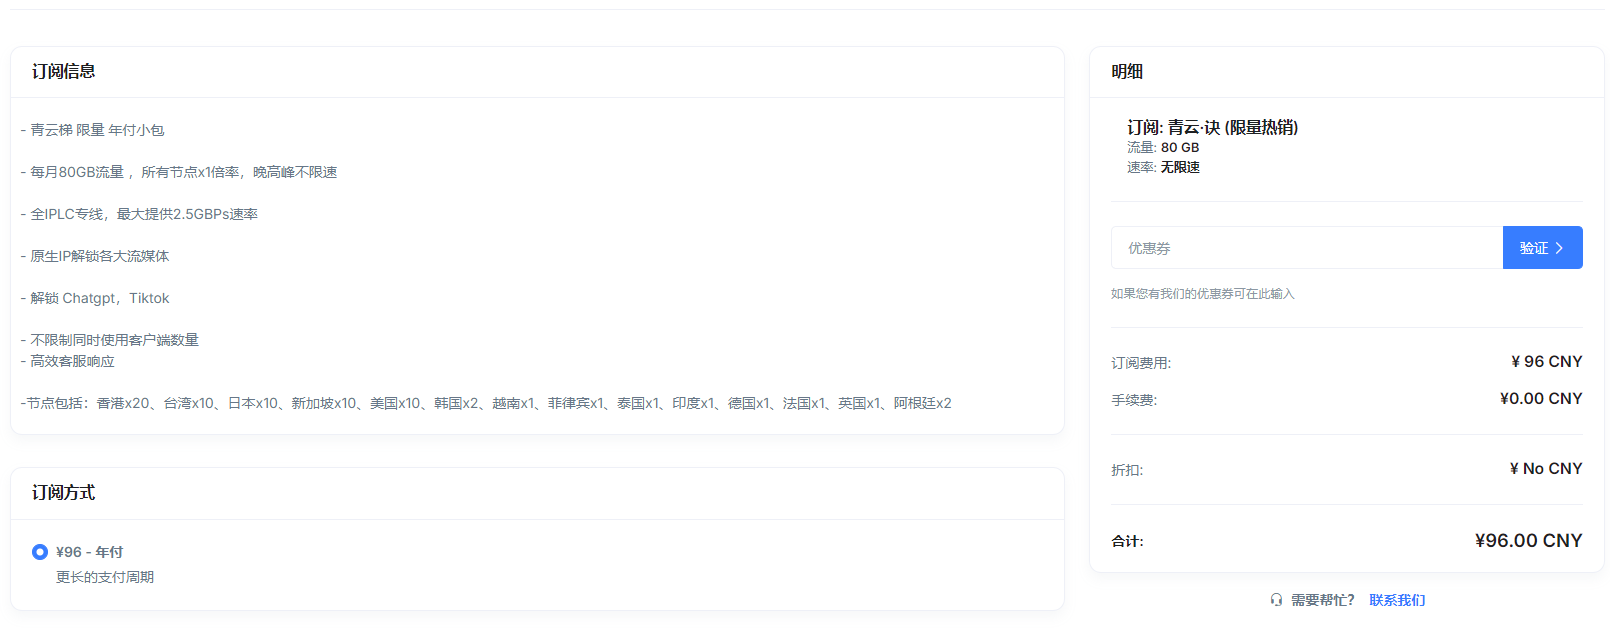 订阅信息
- 青云梯 限量 年付小包
- 每月80GB流量 ，所有节点x1倍率，晚高峰不限速
- 全IPLC专线，最大提供2.5GBPs速率
- 原生IP解锁各大流媒体
- 解锁 Chatgpt，Tiktok
- 不限制同时使用客户端数量
- 高效客服响应
-节点包括：香港x20、台湾x10、日本x10、新加坡x10、美国x10、韩国x2、越南x1、菲律宾x1、泰国x1、印度x1、德国x1、法国x1、英国x1、阿根廷x2
订阅方式
¥96 - 年付
更长的支付周期
明细
订阅: 青云·诀 (限量热销)
流量: 80 GB
速率: 无限速
优惠券
验证
如果您有我们的优惠券可在此输入
订阅费用: ¥ 96 CNY
手续费: ¥0.00 CNY
折扣: ¥ No CNY
合计: ¥96.00 CNY
需要帮忙？ 联系我们